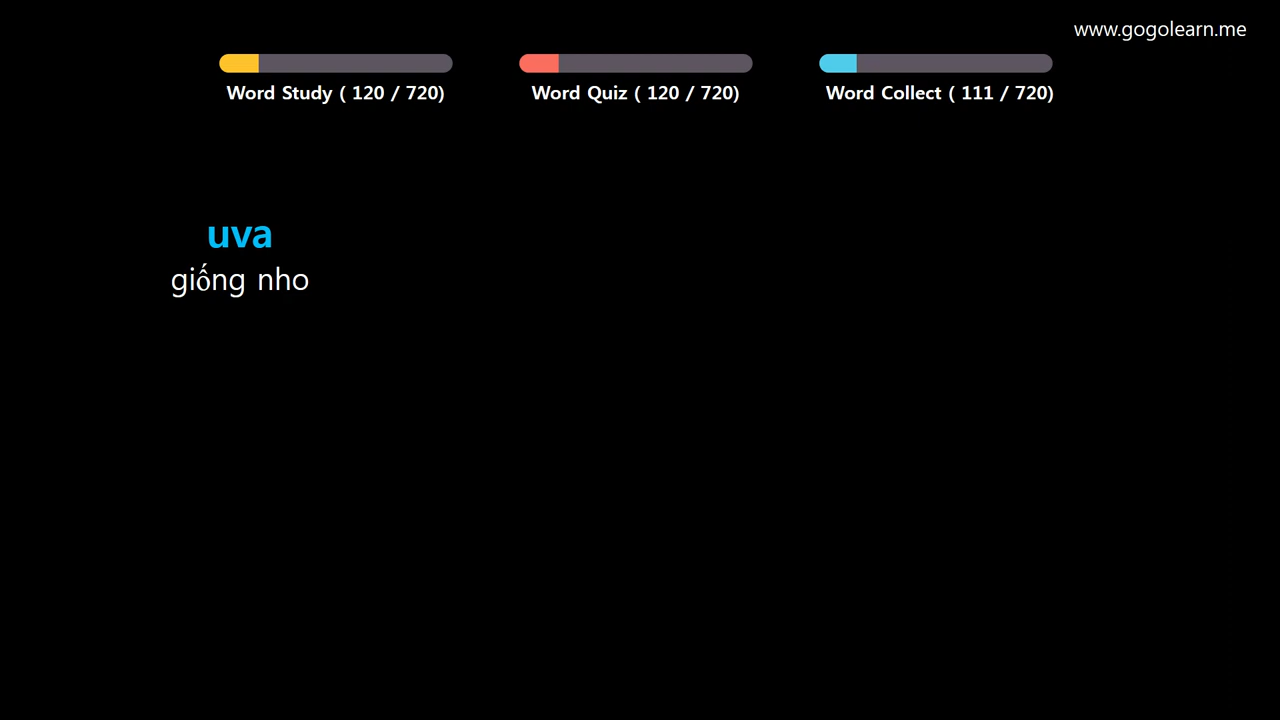 www.gogolearn.me
Word Study ( 120 / 720)
Word Quiz ( 120 / 720)
Word Collect ( 111 / 720)
uva
giống nho